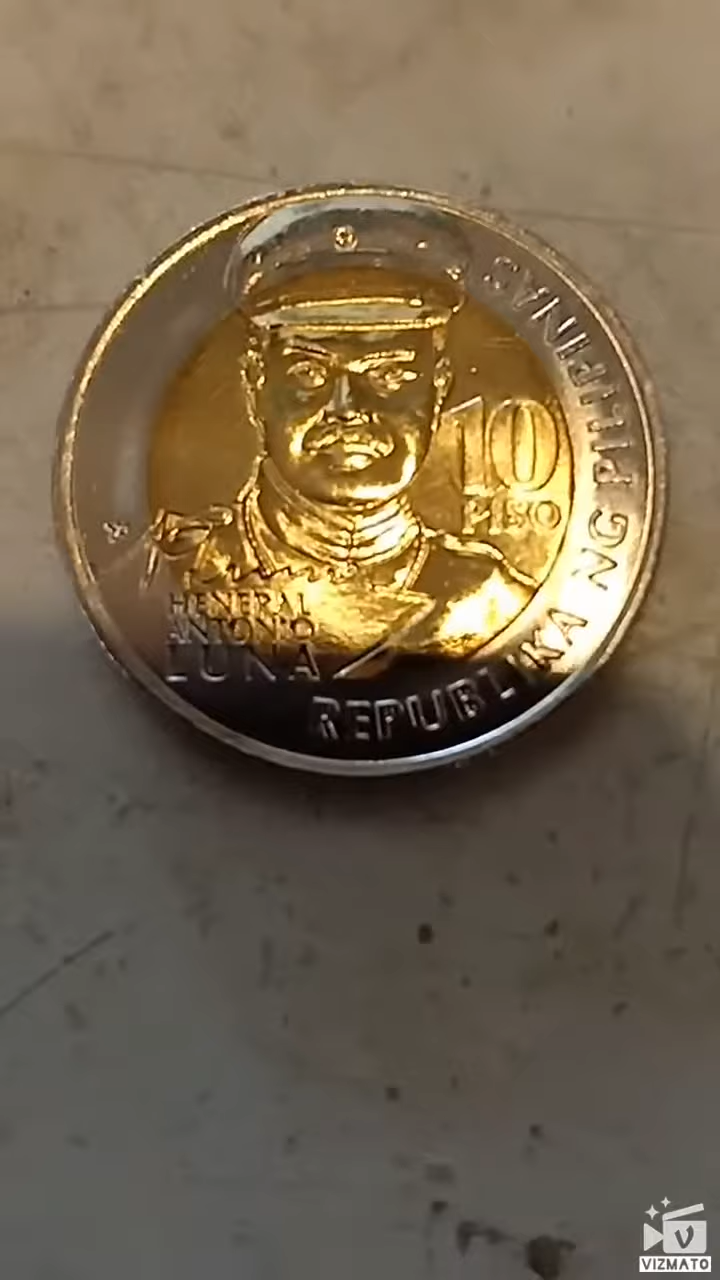 10
PISO
HENERAL
ANTONIO
LUNA
REPUBLIKA NG PILIPINAS
V
VIZMATO